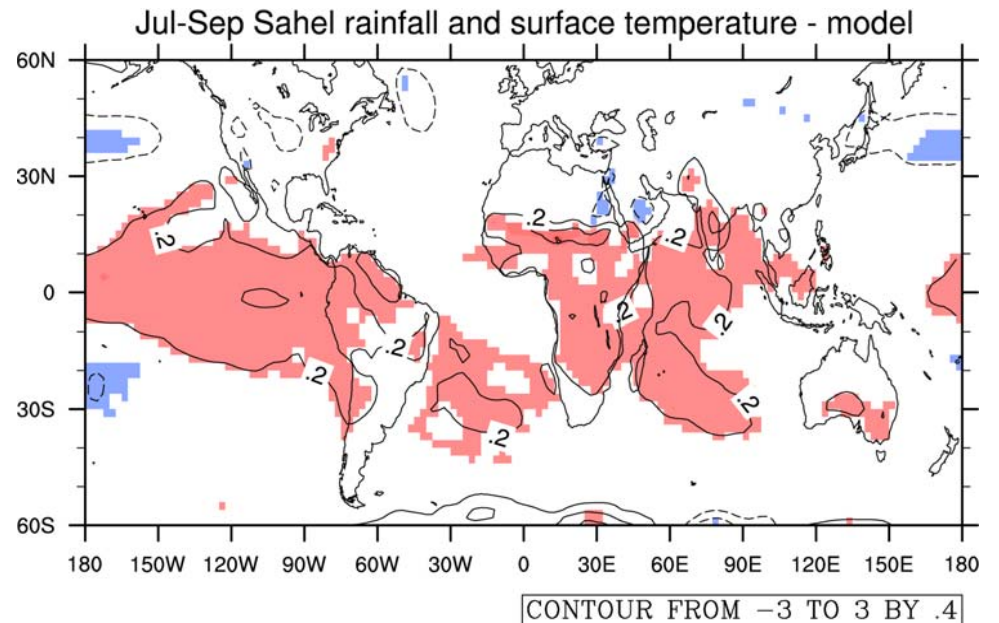 Jul-Sep Sahel rainfall and surface temperature - model
60N
30N
0
30S
60S
.2
.2
.2
.2
.2
.2
.2
.2
.2
180 150W 120W 90W 60W 30W 0 30E 60E 90E 120E 150E 180
CONTOUR FROM −3 TO 3 BY .4